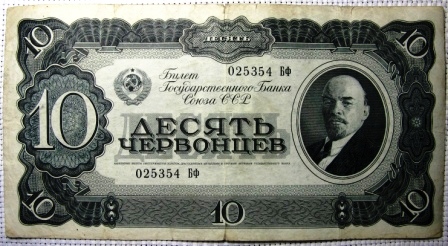 10 ДЕСЯТЬ 10
Билет 025354 БФ
Государственного Банка
Союза ССР
10 ДЕСЯТЬ
ЧЕРВОНЦЕВ
025354 БФ
10 10 10